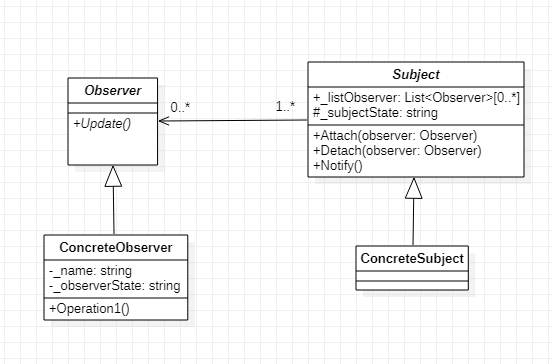 Observer
+Update()
0..*
1..*
Subject
+_listObserver: List<Observer>[0..*]
#_subjectState: string
+Attach(observer: Observer)
+Detach(observer: Observer)
+Notify()
ConcreteObserver
-_name: string
-_observerState: string
+Operation1()
ConcreteSubject